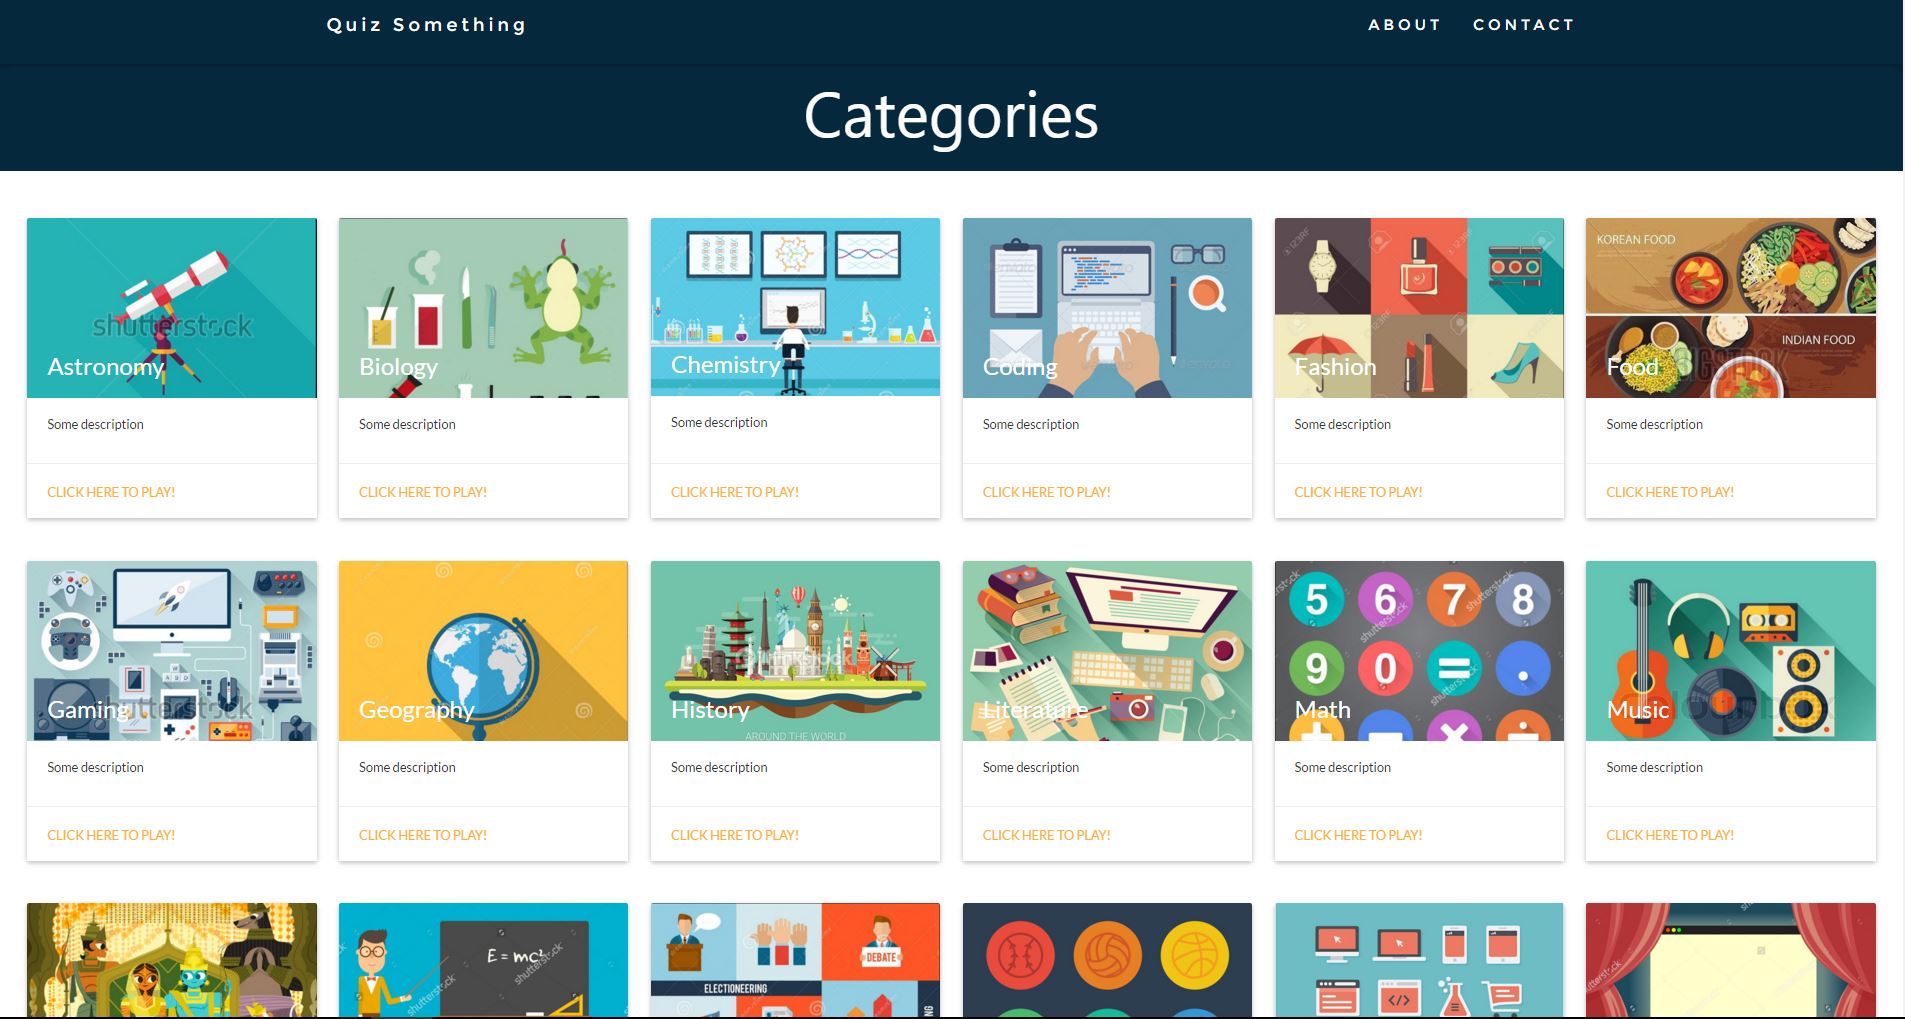 Quiz Something
ABOUT
CONTACT
Categories
shutterstock
KOREAN FOOD
INDIAN FOOD
Astronomy
Biology
Chemistry
Coding
Fashion
Food
Some description
Some description
Some description
Some description
Some description
Some description
CLICK HERE TO PLAY!
CLICK HERE TO PLAY!
CLICK HERE TO PLAY!
CLICK HERE TO PLAY!
CLICK HERE TO PLAY!
CLICK HERE TO PLAY!
5 6 7 8
9 0 = .
Gaming
Geography
History
Literature
Math
Music
+ − × ÷
AROUND THE WORLD
Some description
Some description
Some description
Some description
Some description
Some description
CLICK HERE TO PLAY!
CLICK HERE TO PLAY!
CLICK HERE TO PLAY!
CLICK HERE TO PLAY!
CLICK HERE TO PLAY!
CLICK HERE TO PLAY!
E = mc²
shutterstock
DEBATE
ELECTIONEERING